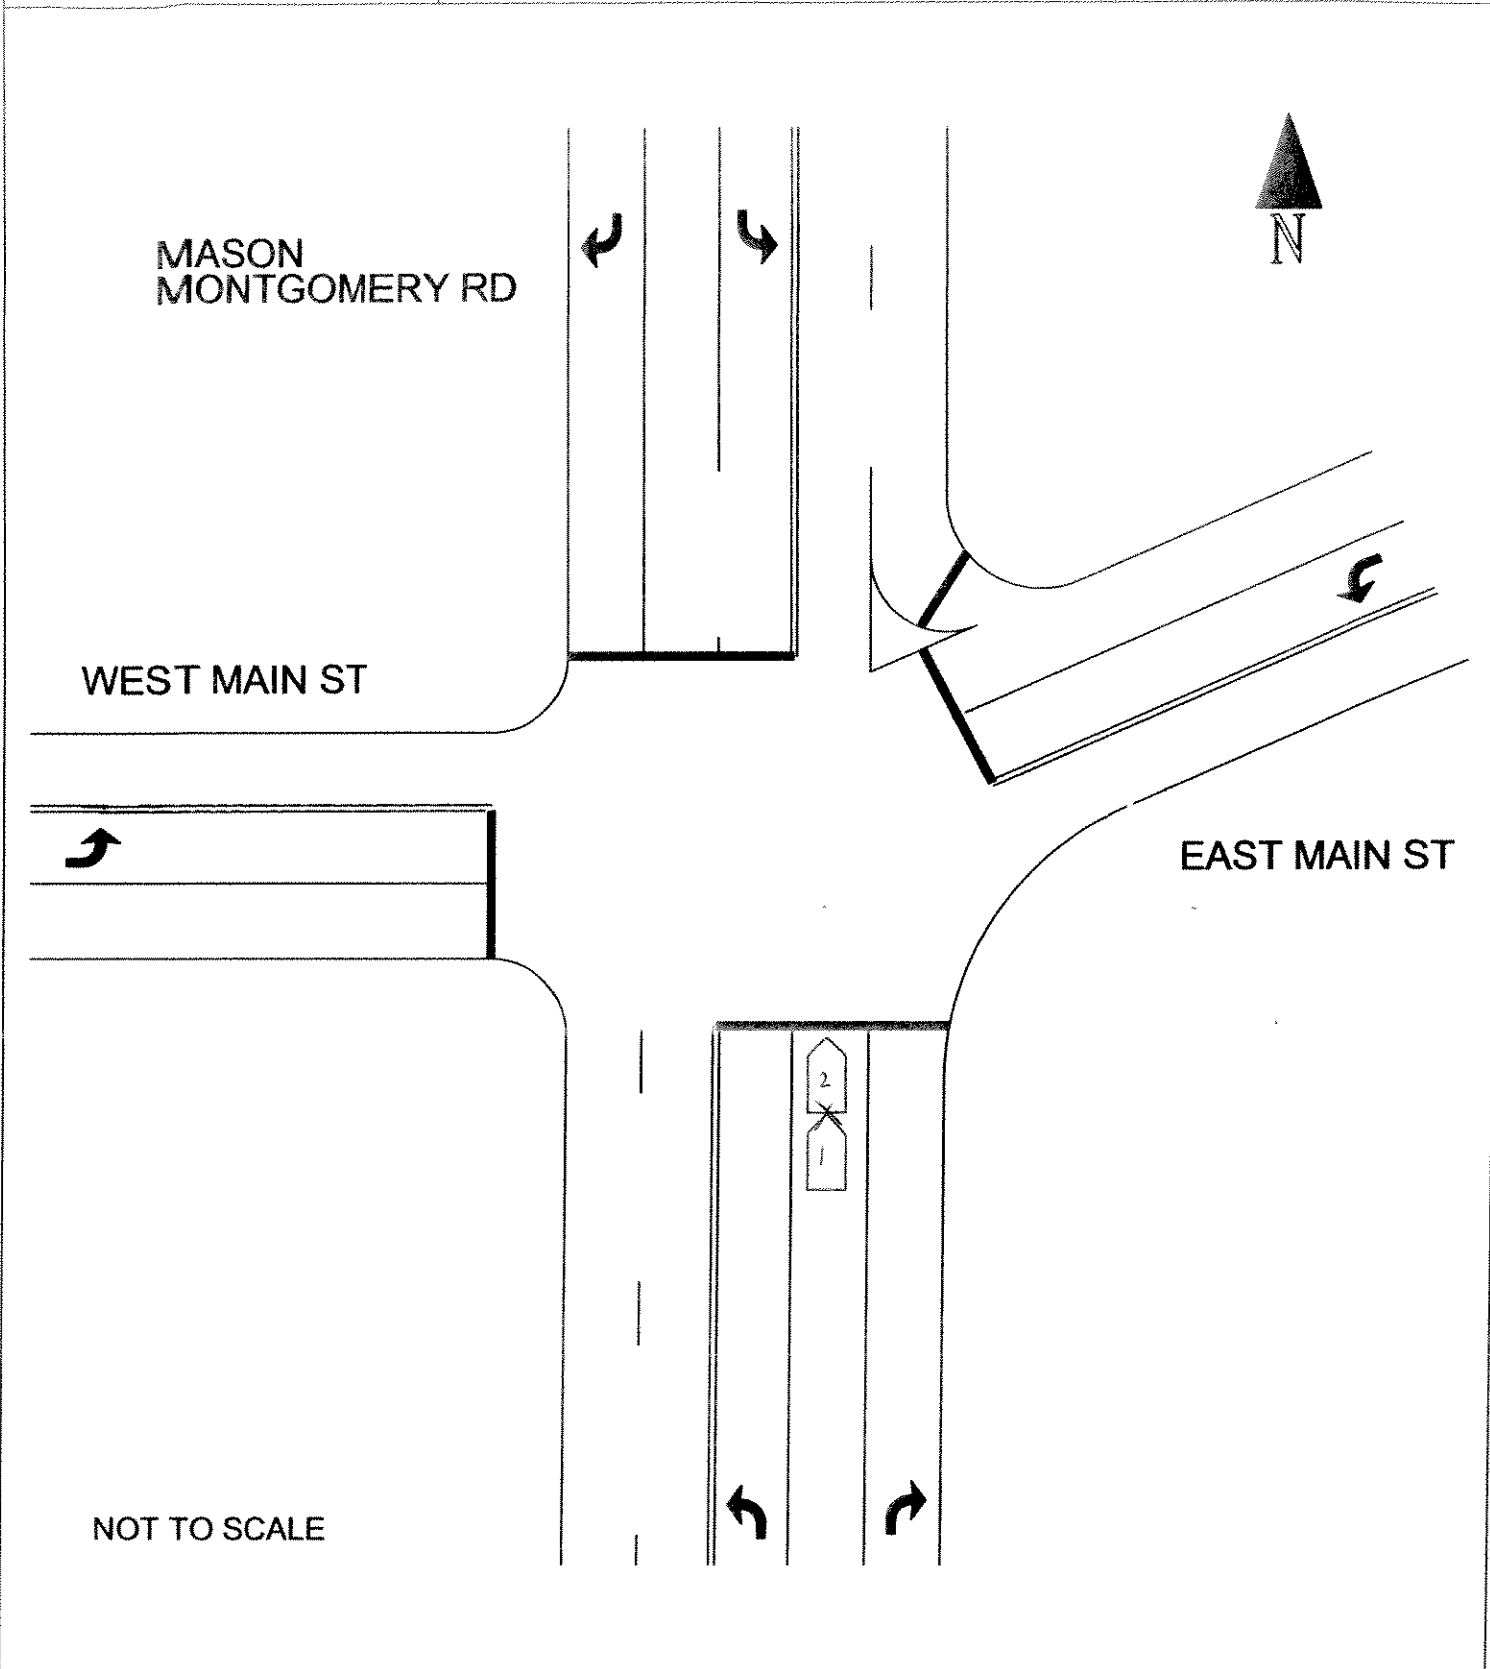 MASON
MONTGOMERY RD
N
WEST MAIN ST
EAST MAIN ST
2
1
NOT TO SCALE